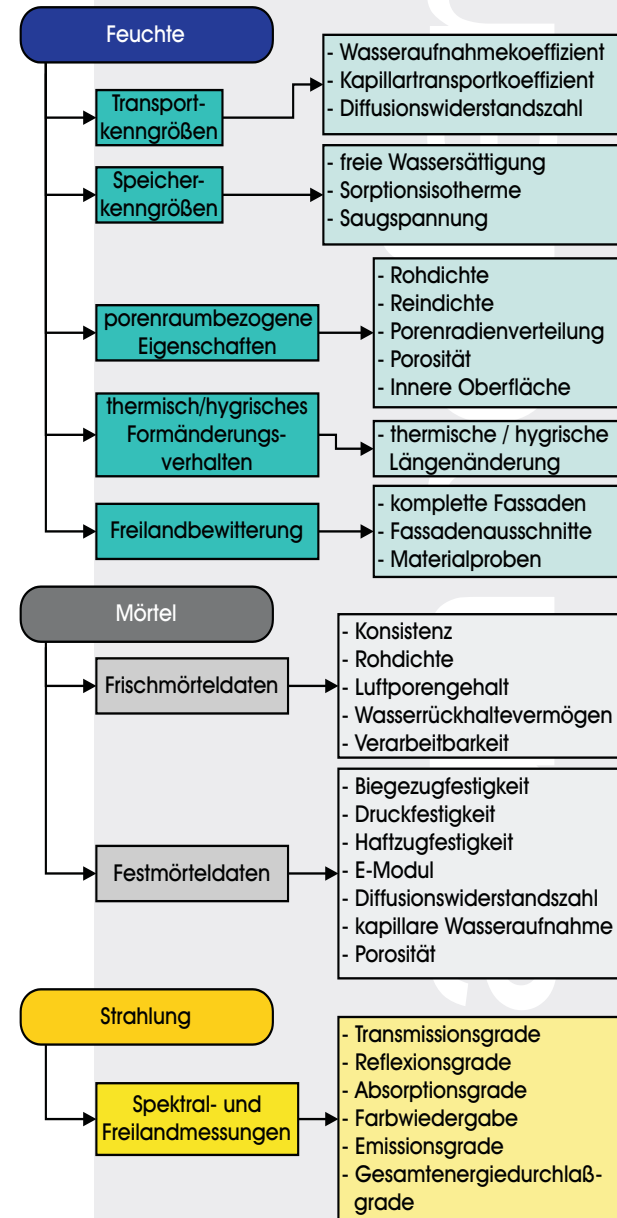 Feuchte
Transport-
kenngrößen
- Wasseraufnahmekoeffizient
- Kapillartransportkoeffizient
- Diffusionswiderstandszahl
Speicher-
kenngrößen
- freie Wassersättigung
- Sorptionsisotherme
- Saugspannung
porenraumbezogene
Eigenschaften
- Rohdichte
- Reindichte
- Porenradienverteilung
- Porosität
- Innere Oberfläche
thermisch/hygrisches
Formänderungs-
verhalten
- thermische / hygrische
Längenänderung
Freilandbewitterung
- komplette Fassaden
- Fassadenausschnitte
- Materialproben
Mörtel
Frischmörteldaten
- Konsistenz
- Rohdichte
- Luftporengehalt
- Wasserrückhaltevermögen
- Verarbeitbarkeit
Festmörteldaten
- Biegezugfestigkeit
- Druckfestigkeit
- Haftzugfestigkeit
- E-Modul
- Diffusionswiderstandszahl
- kapillare Wasseraufnahme
- Porosität
Strahlung
Spektral- und
Freilandmessungen
- Transmissionsgrade
- Reflexionsgrade
- Absorptionsgrade
- Farbwiedergabe
- Emissionsgrade
- Gesamtenergiedurchlaß-
grade